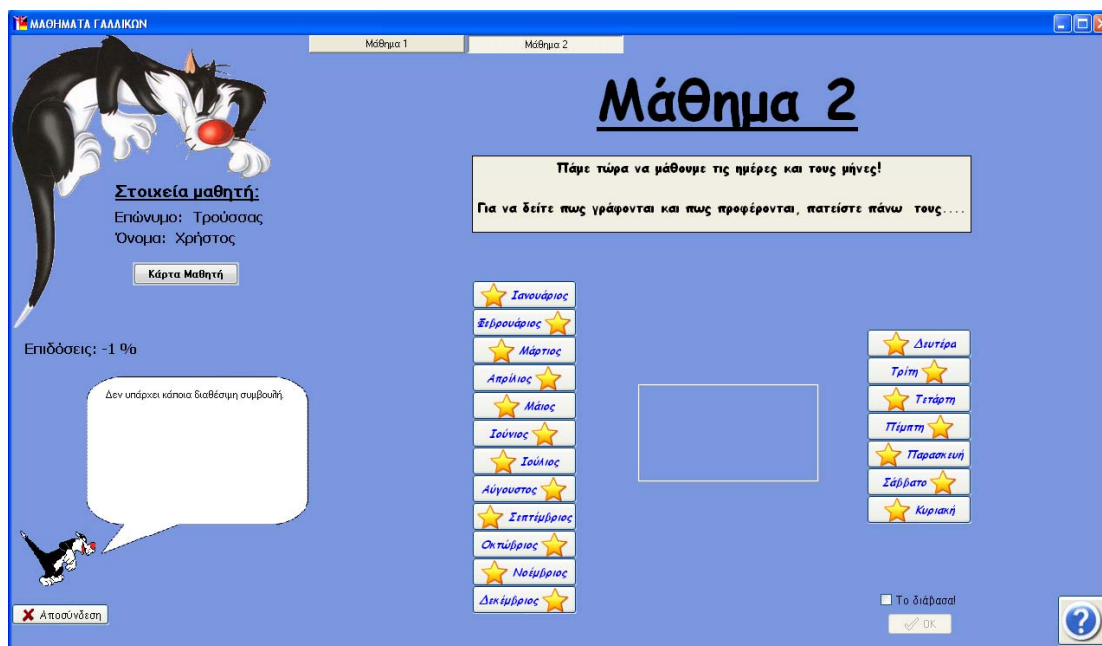 ΜΑΘΗΜΑΤΑ ΓΑΛΛΙΚΩΝ
Μάθημα 1
Μάθημα 2
Μάθημα 2
Πάμε τώρα να μάθουμε τις ημέρες και τους μήνες!
Για να δείτε πως γράφονται και πως προφέρονται, πατείστε πάνω τους....
Στοιχεία μαθητή:
Επώνυμο: Τρούσσας
Όνομα: Χρήστος
Κάρτα Μαθητή
Επιδόσεις: -1 %
Δεν υπάρχει κάποια διαθέσιμη συμβουλή.
Αποσύνδεση
Ιανουάριος
Φεβρουάριος
Μάρτιος
Απρίλιος
Μάιος
Ιούνιος
Ιούλιος
Αύγουστος
Σεπτέμβριος
Οκτώβριος
Νοέμβριος
Δεκέμβριος
Δευτέρα
Τρίτη
Τετάρτη
Πέμπτη
Παρασκευή
Σάββατο
Κυριακή
Το διάβασα!
OK